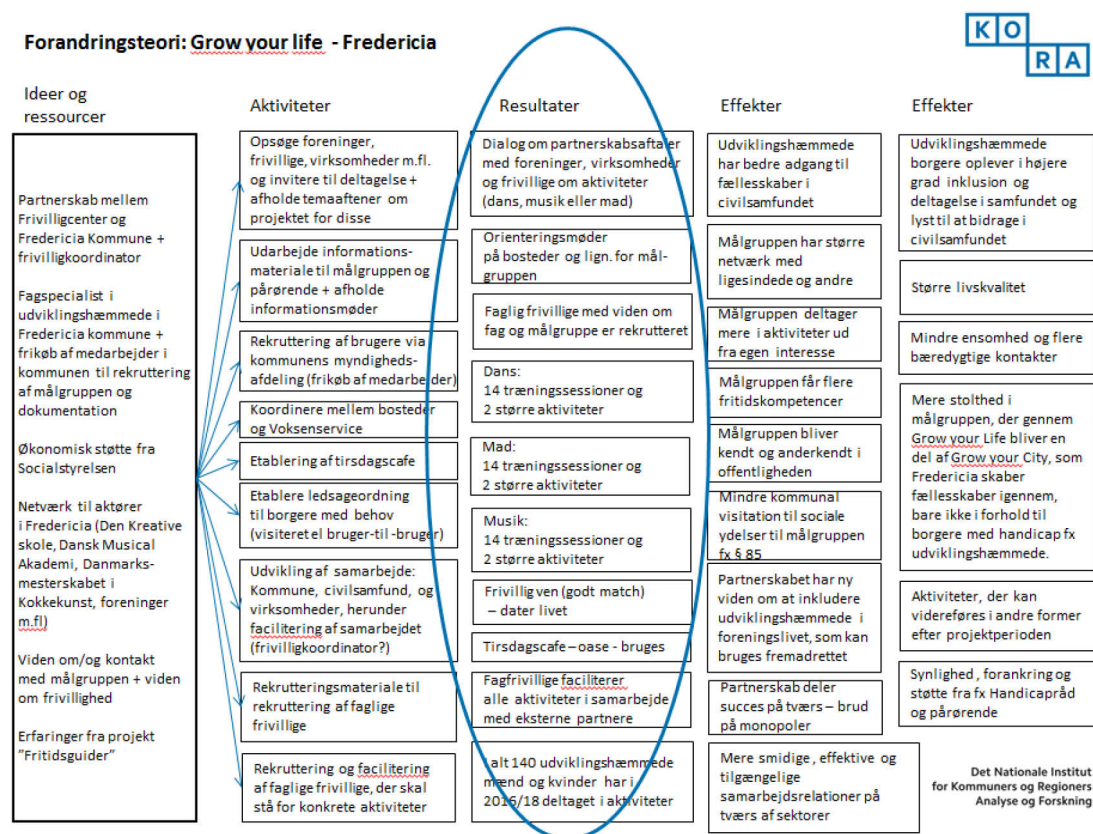 Forandringsteori: Grow your life - Fredericia
KO
RA
Ideer og
ressourcer
Partnerskab mellem
Frivilligcenter og
Fredericia Kommune +
frivilligkoordinator
Fagspecialist i
udviklingshæmmede i
Fredericia kommune +
frikøb af medarbejder i
kommunen til rekruttering
af målgruppen og
dokumentation
Økonomisk støtte fra
Socialstyrelsen
Netværk til aktører
i Fredericia (Den Kreative
skole, Dansk Musical
Akademi, Danmarks-
mesterskabet i
Kokkekunst, foreninger
m.fl)
Viden om/og kontakt
med målgruppen + viden
om frivillighed
Erfaringer fra projekt
"Fritidsguider"
Aktiviteter
Opsøge foreninger,
frivillige, virksomheder m.fl.
og invitere til deltagelse +
afholde temaaftener om
projektet for disse
Udarbejde informations-
materiale til målgruppen og
pårørende + afholde
informationsmøder
Rekruttering af brugere via
kommunens myndigheds-
afdeling (frikøb af medarbejder)
Koordinere mellem bosteder
og Voksenservice
Etablering af tirsdagscafe
Etablere ledsageordning
til borgere med behov
(visiteret el bruger-til -bruger)
Udvikling af samarbejde:
Kommune, civilsamfund, og
virksomheder, herunder
facilitering af samarbejdet
(frivilligkoordinator?)
Rekrutteringsmateriale til
rekruttering af faglige
frivillige
Rekruttering og facilitering
af faglige frivillige, der skal
stå for konkrete aktiviteter
Resultater
Dialog om partnerskabsaftaler
med foreninger, virksomheder
og frivillige om aktiviteter
(dans, musik eller mad)
Orienteringsmøder
på bosteder og lign. for mål-
gruppen
Faglig frivillige med viden om
fag og målgruppe er rekrutteret
Dans:
14 træningssessioner og
2 større aktiviteter
Mad:
14 træningssessioner og
2 større aktiviteter
Musik:
14 træningssessioner og
2 større aktiviteter
Frivillig ven (godt match)
– dater livet
Tirsdagscafe – oase - bruges
Fagfrivillige faciliterer
alle aktiviteter i samarbejde
med eksterne partnere
I alt 140 udviklingshæmmede
mænd og kvinder har i
2016/18 deltaget i aktiviteter
Effekter
Udviklingshæmmede
har bedre adgang til
fællesskaber i
civilsamfundet
Målgruppen har større
netværk med
ligesindede og andre
Målgruppen deltager
mere i aktiviteter ud
fra egen interesse
Målgruppen får flere
fritidskompetencer
Målgruppen bliver
kendt og anderkendt i
offentligheden
Mindre kommunal
visitation til sociale
ydelser til målgruppen
fx § 85
Partnerskabet har ny
viden om at inkludere
udviklingshæmmede i
foreningslivet, som kan
bruges fremadrettet
Partnerskab deler
succes på tværs – brud
på monopoler
Mere smidige, effektive og
tilgængelige
samarbejdsrelationer på
tværs af sektorer
Effekter
Udviklingshæmmede
borgere oplever i højere
grad inklusion og
deltagelse i samfundet og
lyst til at bidrage i
civilsamfundet
Større livskvalitet
Mindre ensomhed og flere
bæredygtige kontakter
Mere stolthed i
målgruppen, der gennem
Grow your Life bliver en
del af Grow your City, som
Fredericia skaber
fællesskaber igennem,
bare ikke i forhold til
borgere med handicap fx
udviklingshæmmede.
Aktiviteter, der kan
videreføres i andre former
efter projektperioden
Synlighed, forankring og
støtte fra fx Handicapråd
og pårørende
Det Nationale Institut
for Kommuners og Regioners
Analyse og Forskning